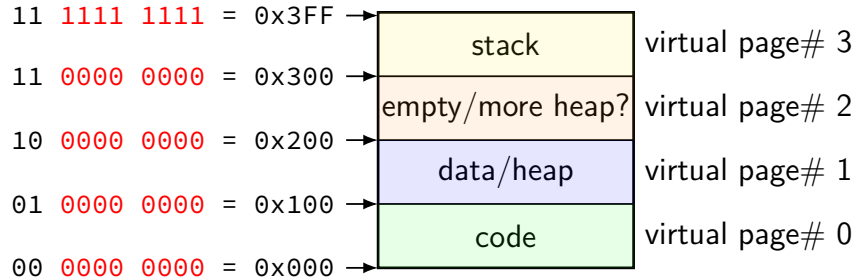 11 1111 1111 = 0x3FF
stack
virtual page# 3
11 0000 0000 = 0x300
empty/more heap?
virtual page# 2
10 0000 0000 = 0x200
data/heap
virtual page# 1
01 0000 0000 = 0x100
code
virtual page# 0
00 0000 0000 = 0x000